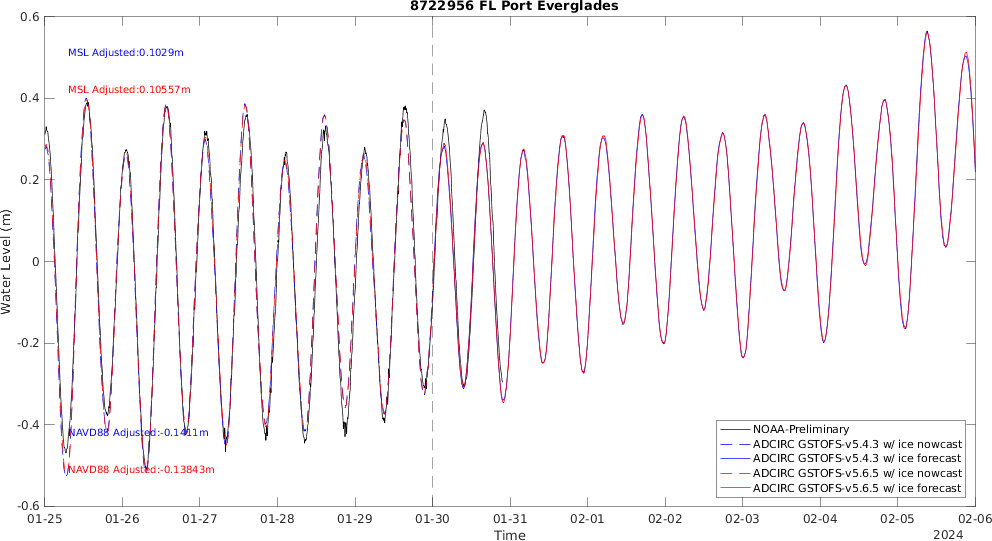 8722956 FL Port Everglades
0.6
MSL Adjusted:0.1029m
MSL Adjusted:0.10557m
0.4
0.2
0
-0.2
-0.4
-0.6
Water Level (m)
NAVD88 Adjusted:-0.1411m
NAVD88 Adjusted:-0.13843m
NOAA-Preliminary
ADCIRC GSTOFS-v5.4.3 w/ ice nowcast
ADCIRC GSTOFS-v5.4.3 w/ ice forecast
ADCIRC GSTOFS-v5.6.5 w/ ice nowcast
ADCIRC GSTOFS-v5.6.5 w/ ice forecast
01-25 01-26 01-27 01-28 01-29 01-30 01-31 02-01 02-02 02-03 02-04 02-05 02-06
Time
2024